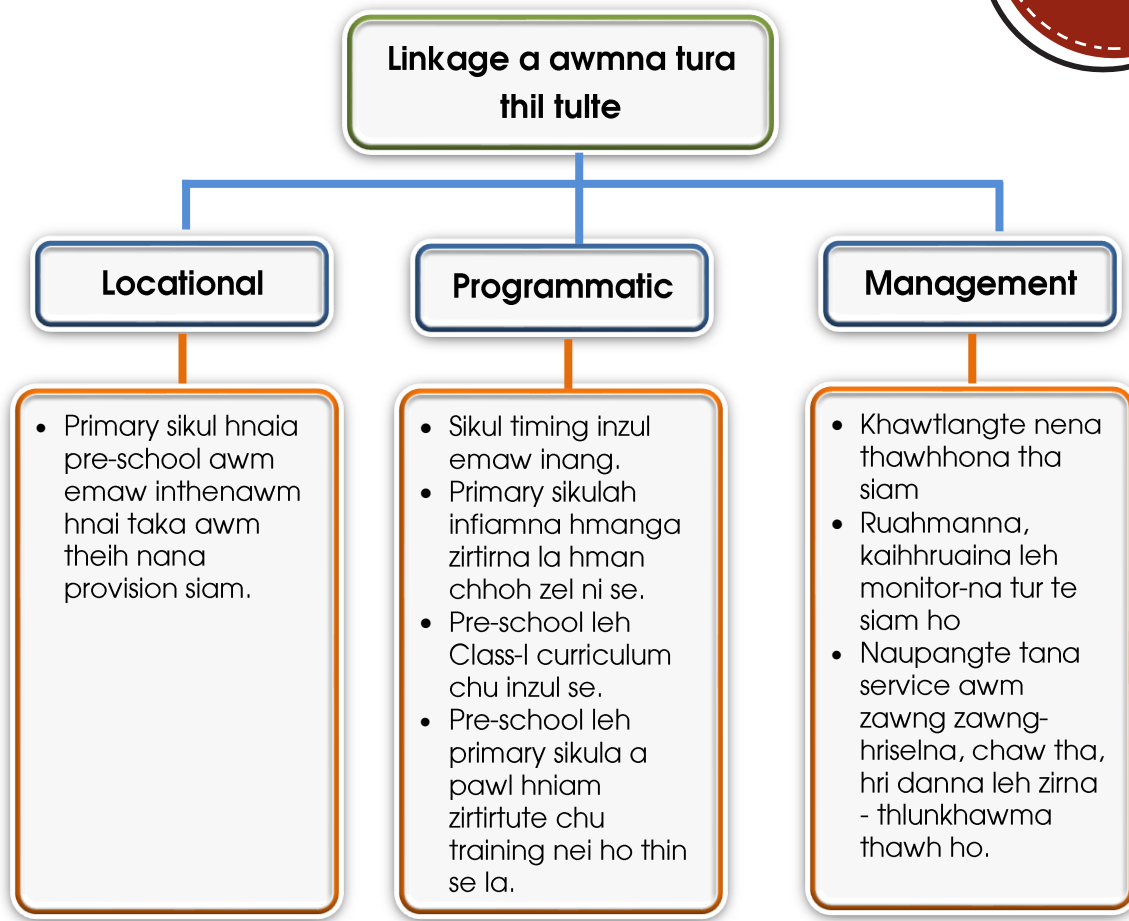 Linkage a awmna tura
thil tulte
Locational
• Primary sikul hnaia
pre-school awm
emaw inthenawm
hnai taka awm
theih nana
provision siam.
Programmatic
• Sikul timing inzul
emaw inang.
• Primary sikulah
infiamna hmanga
zirtirna la hman
chhoh zel ni se.
• Pre-school leh
Class-I curriculum
chu inzul se.
• Pre-school leh
primary sikula a
pawl hniam
zirtirtute chu
training nei ho thin
se la.
Management
• Khawtlangte nena
thawhhona tha
siam
• Ruahmanna,
kaihhruaina leh
monitor-na tur te
siam ho
• Naupangte tana
service awm
zawng zawng-
hriselna, chaw tha,
hri danna leh zirna
- thlunkhawma
thawh ho.